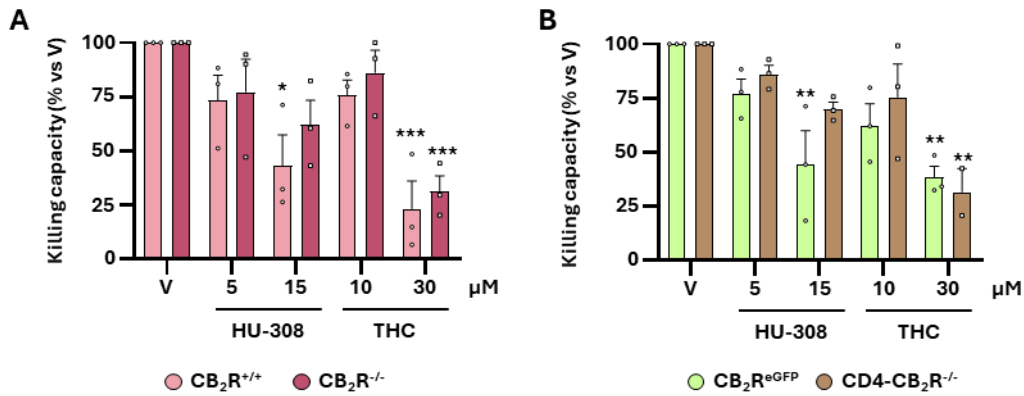 A
Killing capacity (% vs V)
100
75
50
25
0
*
***
***
V 5 15 10 30 µM
HU-308 THC
CB₂R⁺/⁺ CB₂R⁻/⁻
B
Killing capacity (% vs V)
100
75
50
25
0
**
**
**
V 5 15 10 30 µM
HU-308 THC
CB₂ReGFP CD4-CB₂R⁻/⁻